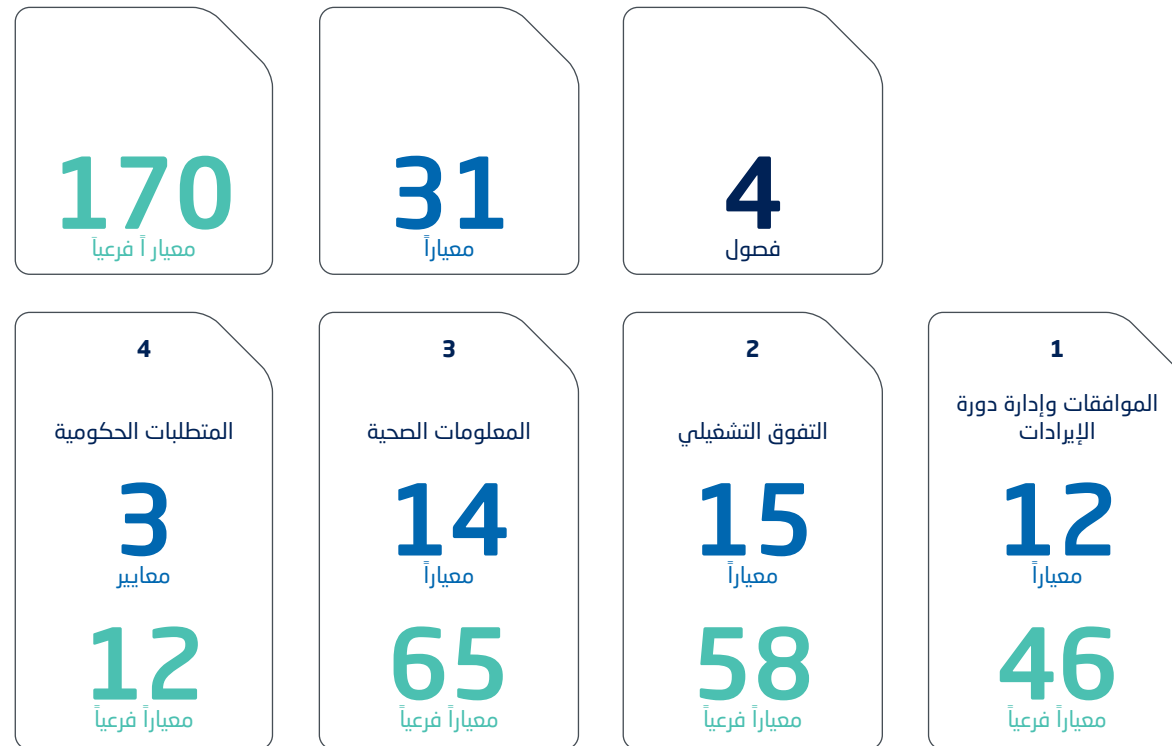 4
فصول
31
معياراً
170
معيار اً فرعياً
1
الموافقات وإدارة دورة
الإيرادات
12
معياراً
46
معياراً فرعياً
2
التفوق التشغيلي
15
معياراً
58
معياراً فرعياً
3
المعلومات الصحية
14
معياراً
65
معياراً فرعياً
4
المتطلبات الحكومية
3
معايير
12
معياراً فرعياً